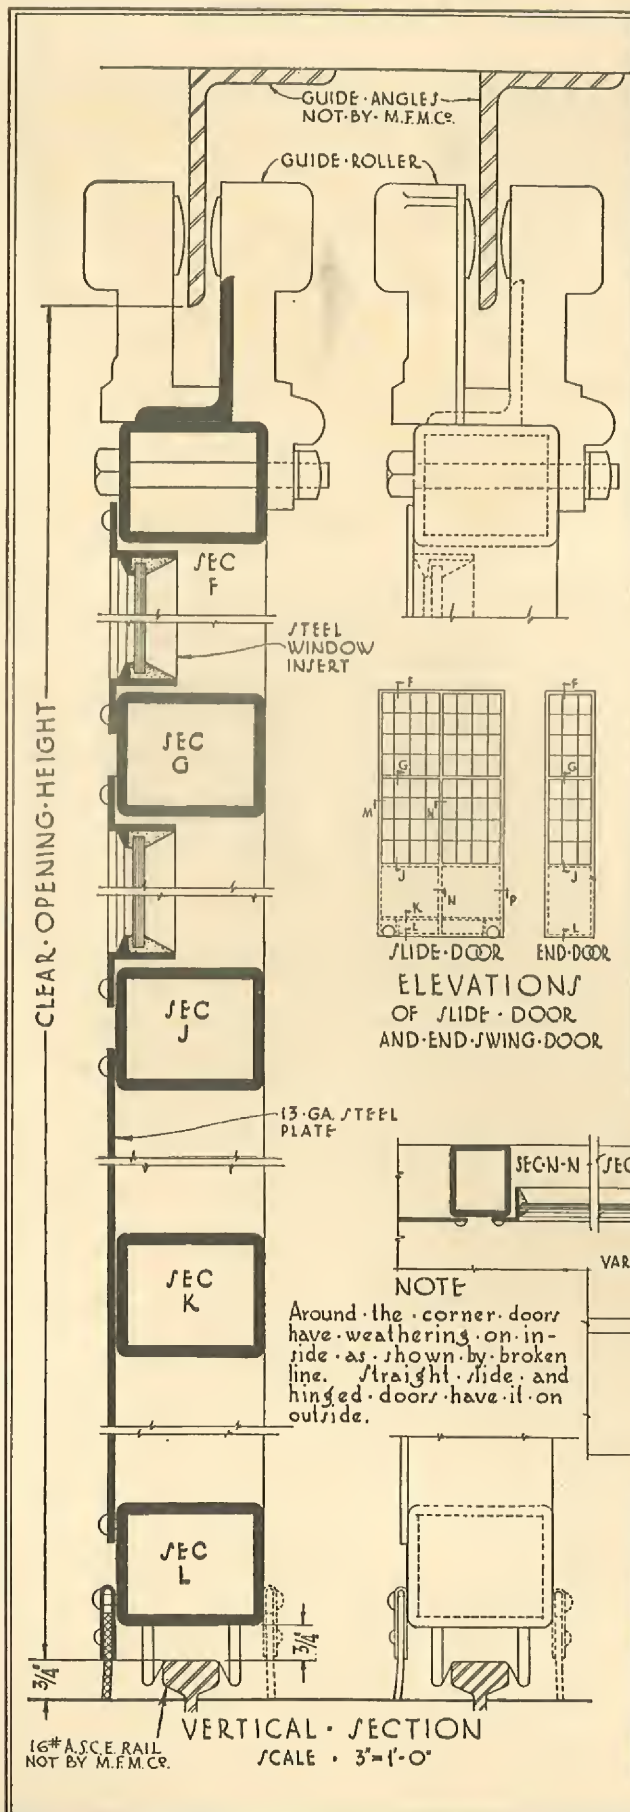 GUIDE·ANGLES
NOT·BY·M.F.M.Cº.
GUIDE·ROLLER
SEC
F
STEEL
WINDOW
INSERT
SEC
G
CLEAR·OPENING·HEIGHT
F
G
M
N
J
N
P
K
L
F
G
J
L
SLIDE·DOOR
END·DOOR
ELEVATIONS
OF SLIDE·DOOR
AND·END·SWING·DOOR
SEC
J
13·GA. STEEL
PLATE
SEC·N-N
SEC
VAR
SEC
K
NOTE
Around·the·corner·doors
have·weathering·on·in-
side·as·shown·by·broken
line. Straight·slide·and
hinged·doors·have·it·on
outside.
SEC
L
3/4"
3/4"
16# A.S.C.E. RAIL
NOT BY M.F.M.Cº.
VERTICAL·SECTION
SCALE · 3"=1'-0"